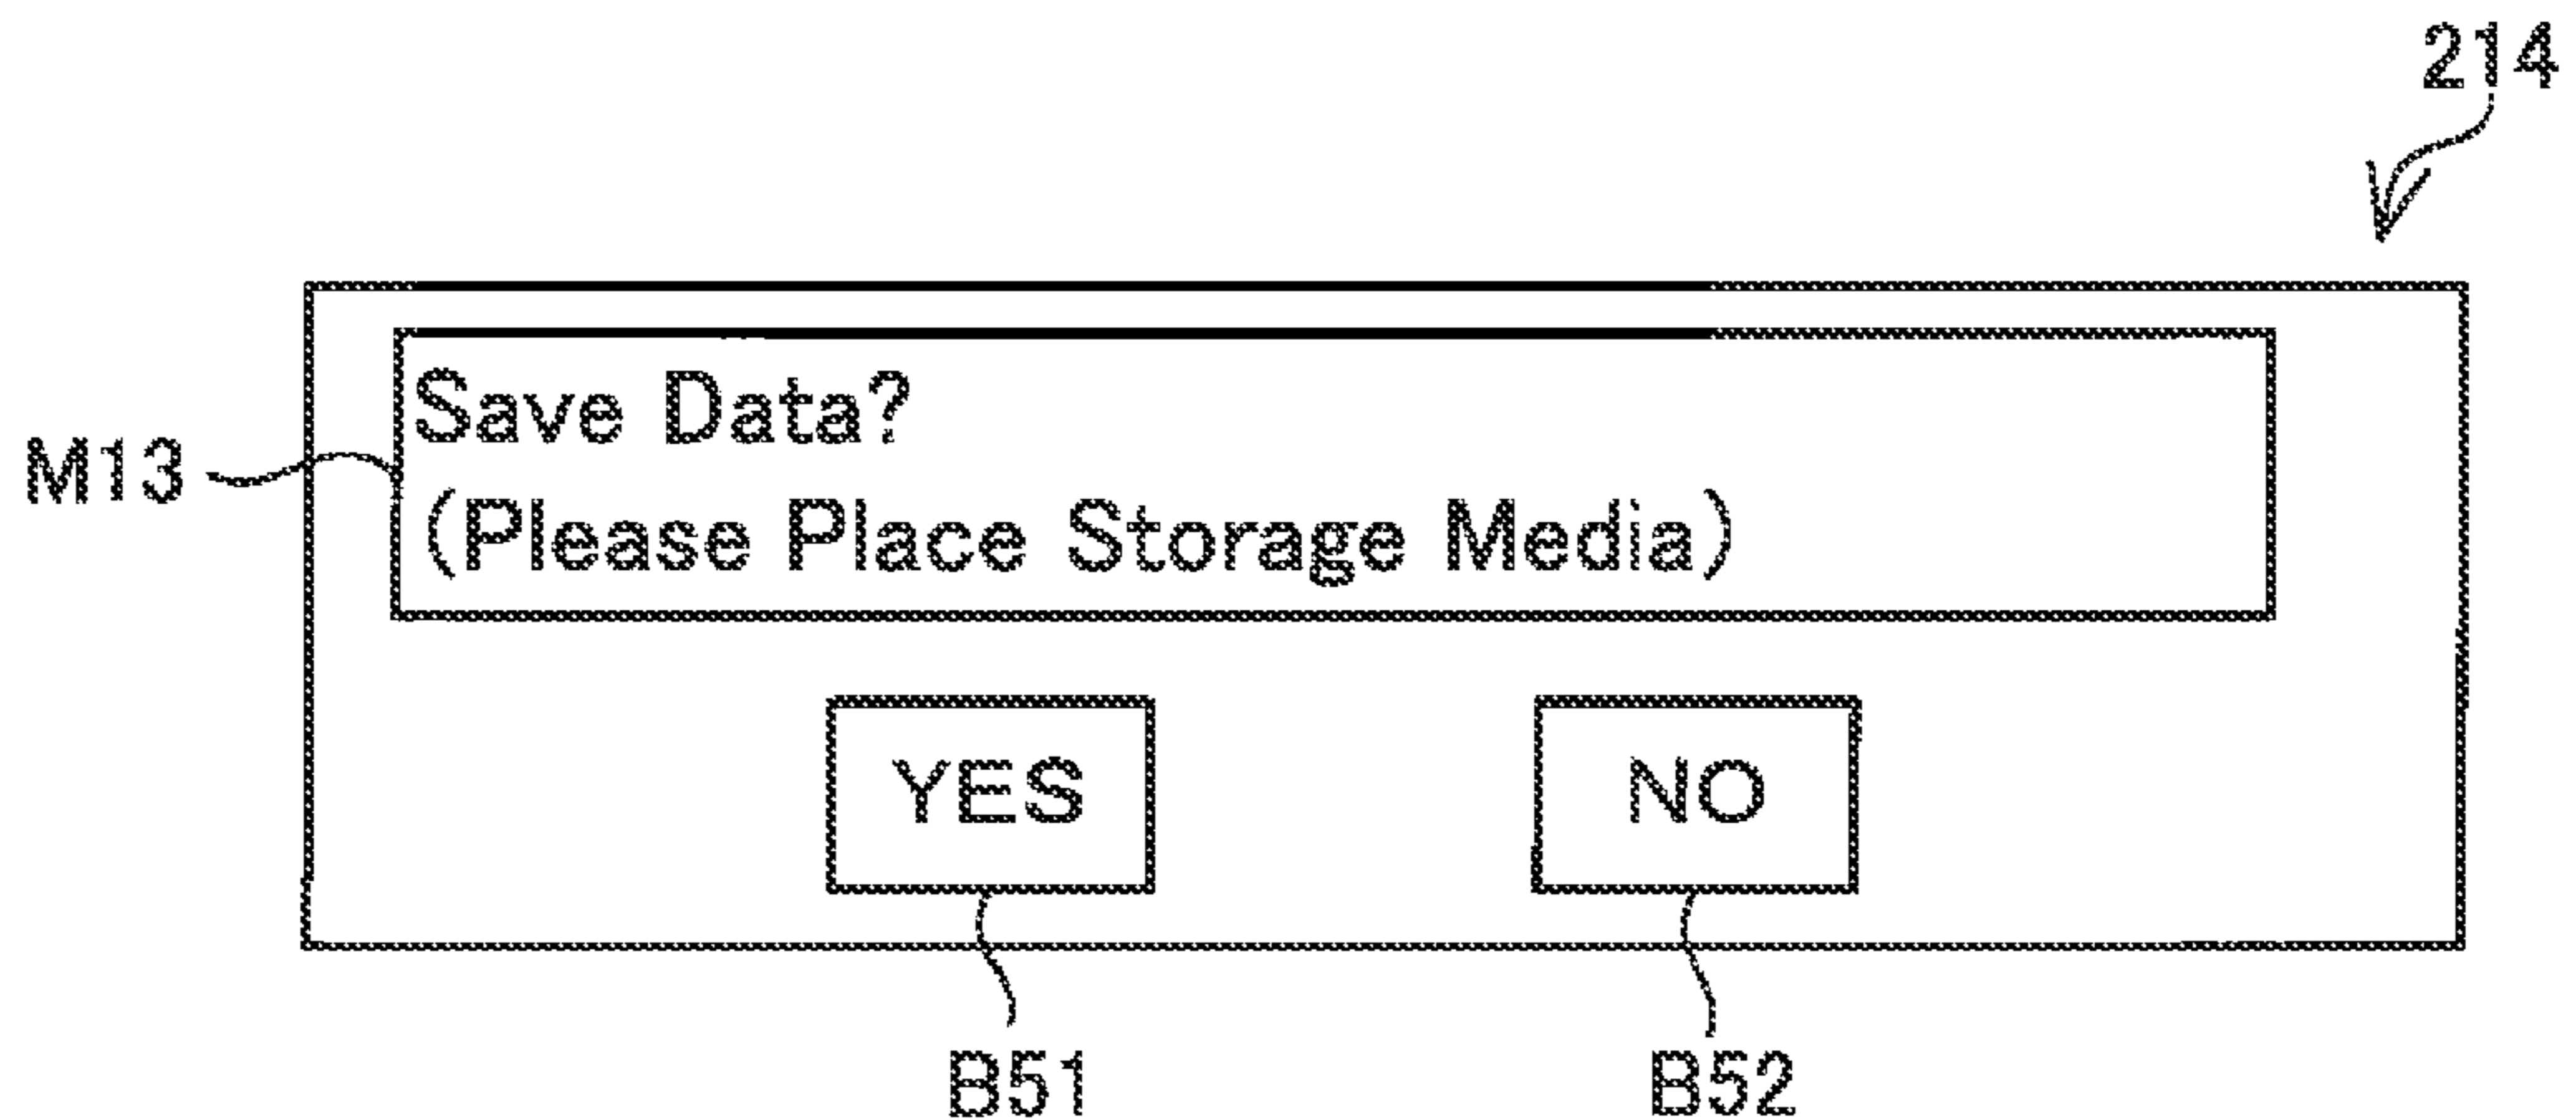 214
Save Data?
M13
(Please Place Storage Media)
YES
NO
B51
B52